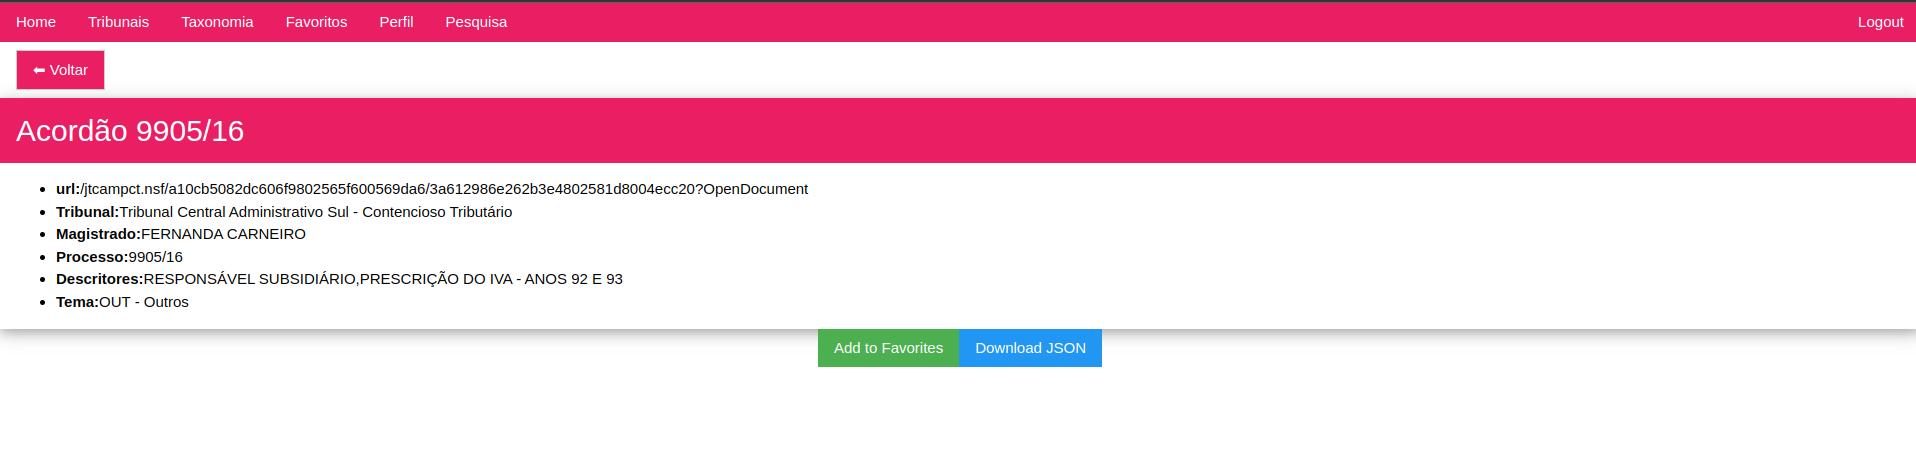 Home Tribunais Taxonomia Favoritos Perfil Pesquisa Logout
⬅ Voltar
Acordão 9905/16
url:/jtcampct.nsf/a10cb5082dc606f9802565f600569da6/3a612986e262b3e4802581d8004ecc20?OpenDocument
Tribunal:Tribunal Central Administrativo Sul - Contencioso Tributário
Magistrado:FERNANDA CARNEIRO
Processo:9905/16
Descritores:RESPONSÁVEL SUBSIDIÁRIO,PRESCRIÇÃO DO IVA - ANOS 92 E 93
Tema:OUT - Outros
Add to Favorites Download JSON